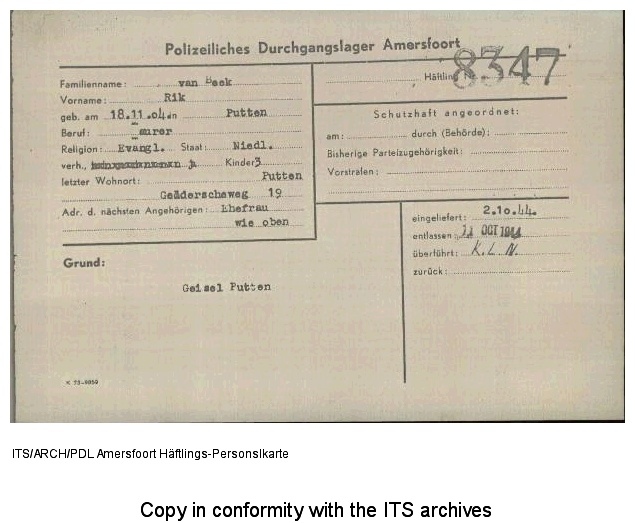 Polizeiliches Durchgangslager Amersfoort
Häftling Nr. 8347
Familienname: van Beek
Vorname: Rik
geb. am 18.11.04 in Putten
Beruf: Maurer
Religion: Evangl. Staat: Niedl.
verh., ja Kinder 3
letzter Wohnort: Putten
19
Adr. d. nächsten Angehörigen: Ehefrau
wie oben
Schutzhaft angeordnet:
am: durch (Behörde):
Bisherige Parteizugehörigkeit:
Vorstrafen:
eingeliefert: 2.10.44.
entlassen: 11 OCT 1944
überführt: K.L.N.
zurück:
Grund:
Geisel Putten
ITS/ARCH/PDL Amersfoort Häftlings-Personslkarte
Copy in conformity with the ITS archives